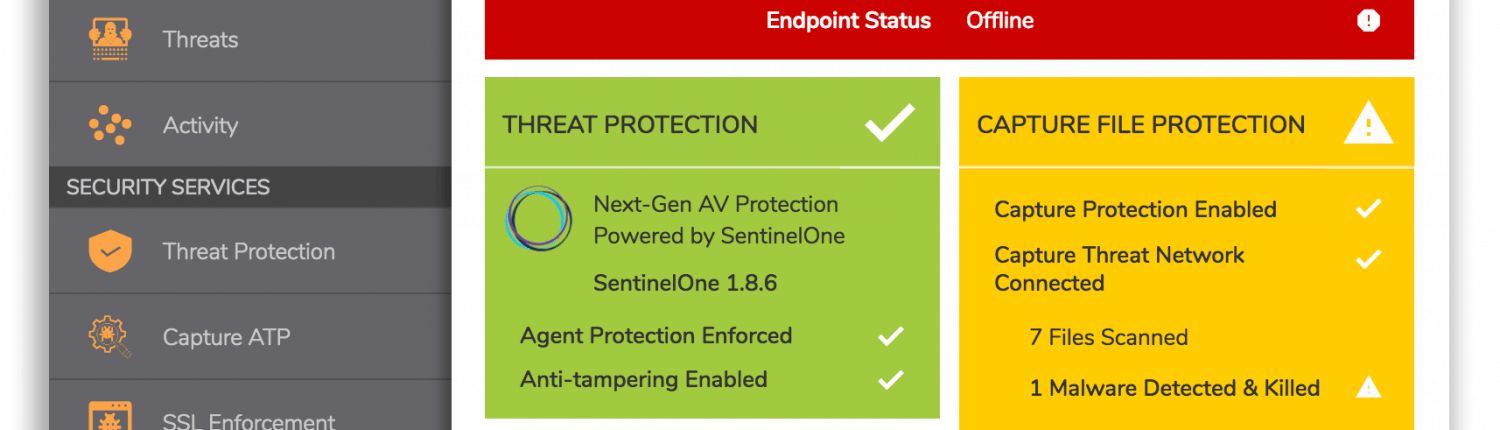 Endpoint Status Offline
Threats
Activity
SECURITY SERVICES
Threat Protection
Capture ATP
SSL Enforcement
THREAT PROTECTION
Next-Gen AV Protection
Powered by SentinelOne
SentinelOne 1.8.6
Agent Protection Enforced
Anti-tampering Enabled
CAPTURE FILE PROTECTION
Capture Protection Enabled
Capture Threat Network
Connected
7 Files Scanned
1 Malware Detected & Killed